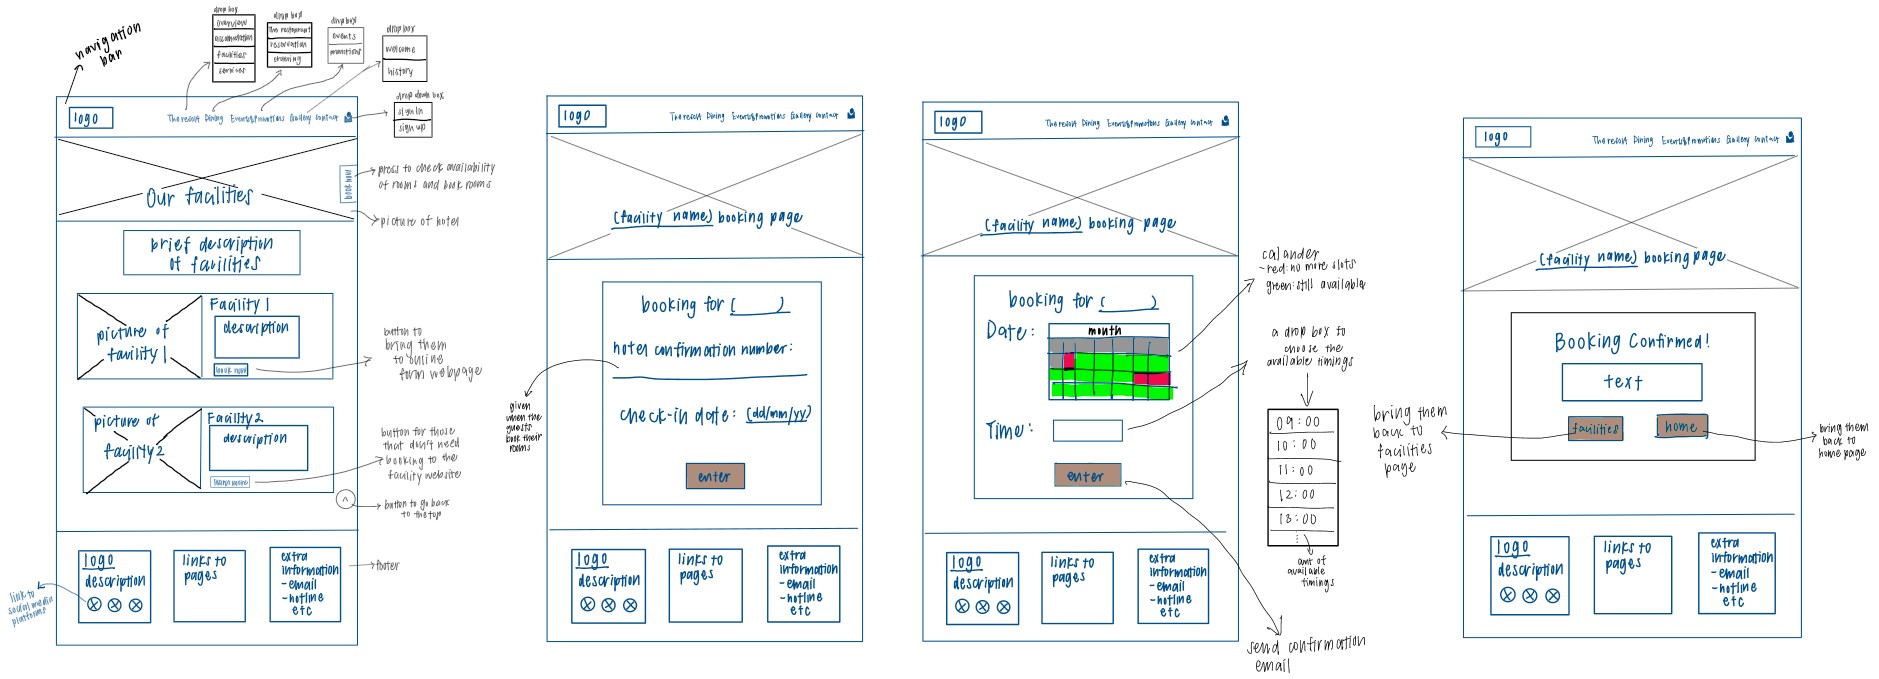 navigation
bar
drop box
overview
accomodation
facilities
services
drop box
the restaurant
reservation
drop box
events
promotions
drop box
welcome
history
drop down box
sign in
sign up
logo
The resort Dining Events&Promotions Gallery Contact
Our facilities
book now
press to check availability
of rooms and book rooms
picture of hotel
brief description
of facilities
picture of
facility 1
Facility 1
description
book now
button to
bring them
to
form webpage
picture of
facility 2
Facility 2
description
button for those
that don't need
booking to the
facility website
^
button to go back
to the top
logo
description
links to
pages
extra
information
-email
-hotline
etc
footer
link to
social media
platforms
logo
The resort Dining Events&Promotions Gallery Contact
(facility name) booking page
booking for (      )
hotel confirmation number:
check-in date: (dd/mm/yy)
enter
given
when the
guests
book their
rooms
logo
description
links to
pages
extra
information
-email
-hotline
etc
logo
The resort Dining Events&Promotions Gallery Contact
(facility name) booking page
booking for (      )
Date:
month
Time:
enter
calander
-red: no more slots
green: still available
a drop box to
choose the
available timings
09:00
10:00
11:00
12:00
13:00
amt of
available
timings
send confirmation
email
logo
description
links to
pages
extra
information
-email
-hotline
etc
logo
The resort Dining Events&Promotions Gallery Contact
(facility name) booking page
Booking Confirmed!
text
facilities
home
bring them
back to
facilities
page
bring them
back to
home page
logo
description
links to
pages
extra
information
-email
-hotline
etc